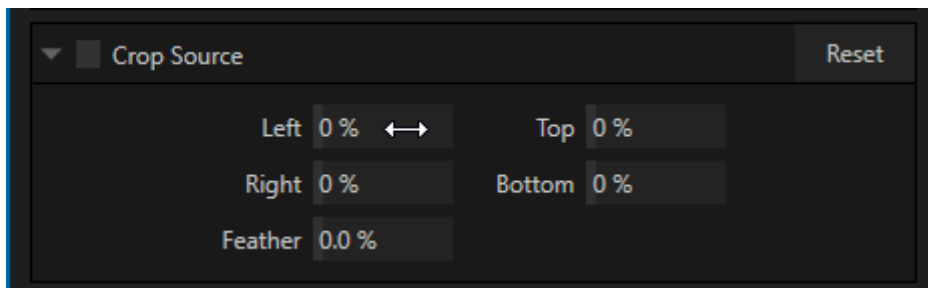 Crop Source Reset
Left 0 % Top 0 %
Right 0 % Bottom 0 %
Feather 0.0 %